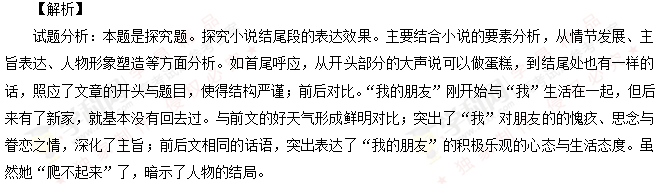 【解析】
试题分析：本题是探究题。探究小说结尾段的表达效果。主要结合小说的要素分析，从情节发展、主
旨表达、人物形象塑造等方面分析。如首尾呼应，从开头部分的大声说可以做蛋糕，到结尾处也有一样的
话，照应了文章的开头与题目，使得结构严谨；前后对比。“我的朋友”刚开始与“我”生活在一起，但后
来有了新家，就基本没有回去过。与前文的好天气形成鲜明对比；突出了“我”对朋友的的愧疚、思念与
眷恋之情，深化了主旨；前后文相同的话语，突出表达了“我的朋友”的积极乐观的心态与生活态度。虽
然她“爬不起来”了，暗示了人物的结局。